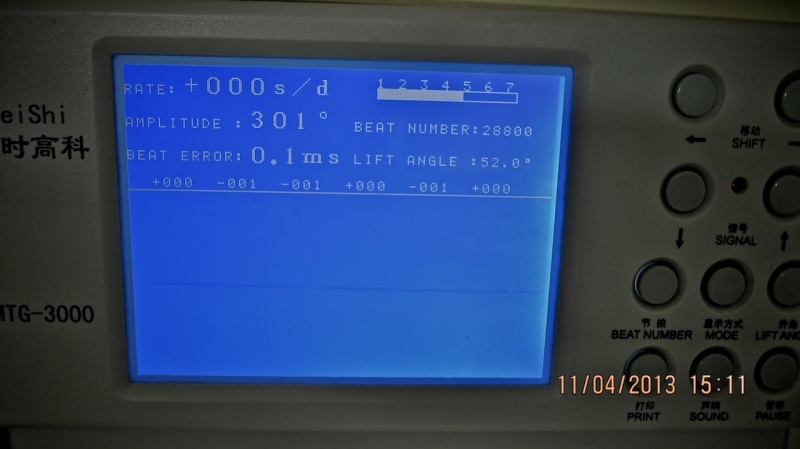 RATE: +000s/d
1 2 3 4 5 6 7
AMPLITUDE : 301°
BEAT NUMBER:28800
BEAT ERROR: 0.1ms
LIFT ANGLE :52.0°
+000 -001 -001 +000 -001 +000
eiShi
时高科
MTG-3000
移动
SHIFT
信号
SIGNAL
节拍
BEAT NUMBER
显示方式
MODE
升角
LIFT ANG
打印
PRINT
声响
SOUND
暂停
PAUSE
11/04/2013 15:11